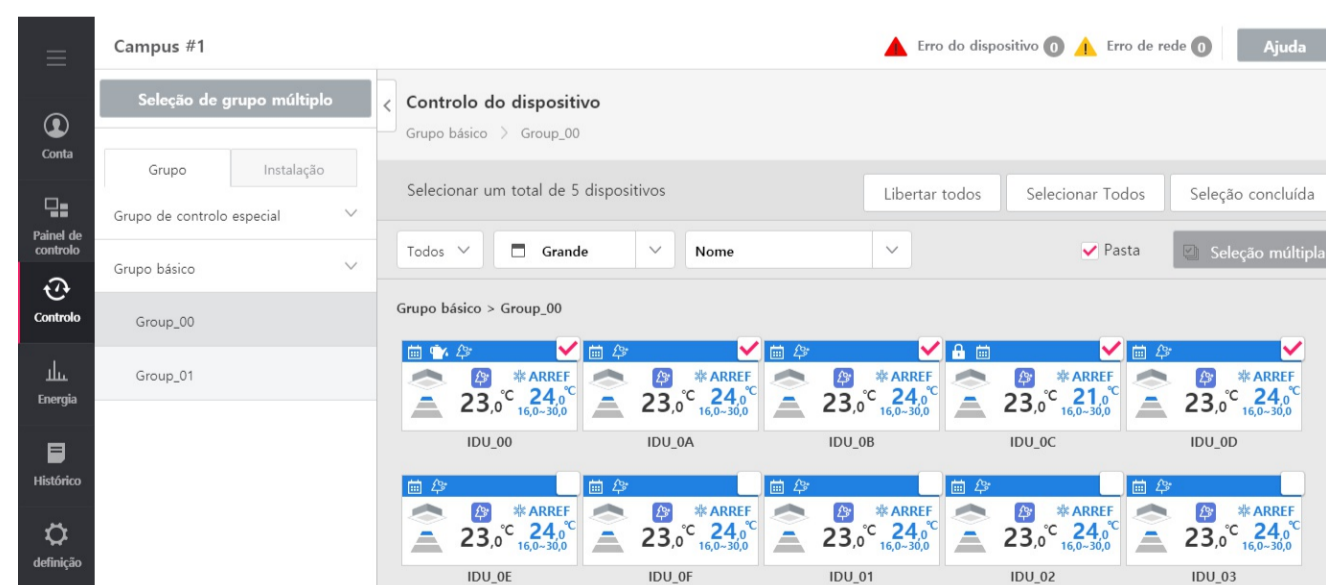 Campus #1
Erro do dispositivo 0
Erro de rede 0
Ajuda
Conta
Painel de
controlo
Controlo
Energia
Histórico
definição
Seleção de grupo múltiplo
Grupo
Instalação
Grupo de controlo especial
Grupo básico
Group_00
Group_01
Controlo do dispositivo
Grupo básico > Group_00
Selecionar um total de 5 dispositivos
Libertar todos
Selecionar Todos
Seleção concluída
Todos
Grande
Nome
Pasta
Seleção múltipla
Grupo básico > Group_00
ARREF
23,0°C 24,0°C
16,0~30,0
IDU_00
ARREF
23,0°C 24,0°C
16,0~30,0
IDU_0A
ARREF
23,0°C 24,0°C
16,0~30,0
IDU_0B
ARREF
23,0°C 21,0°C
16,0~30,0
IDU_0C
ARREF
23,0°C 24,0°C
16,0~30,0
IDU_0D
ARREF
23,0°C 24,0°C
16,0~30,0
IDU_0E
ARREF
23,0°C 24,0°C
16,0~30,0
IDU_0F
ARREF
23,0°C 24,0°C
16,0~30,0
IDU_01
ARREF
23,0°C 24,0°C
16,0~30,0
IDU_02
ARREF
23,0°C 24,0°C
16,0~30,0
IDU_03